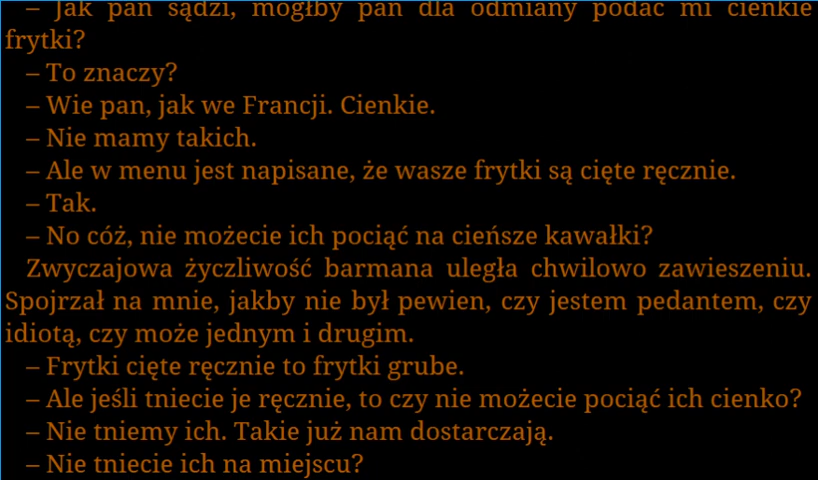 – Jak pan sądzi, mógłby pan dla odmiany podać mi cienkie
frytki?
– To znaczy?
– Wie pan, jak we Francji. Cienkie.
– Nie mamy takich.
– Ale w menu jest napisane, że wasze frytki są cięte ręcznie.
– Tak.
– No cóż, nie możecie ich pociąć na cieńsze kawałki?
Zwyczajowa życzliwość barmana uległa chwilowo zawieszeniu.
Spojrzał na mnie, jakby nie był pewien, czy jestem pedantem, czy
idiotą, czy może jednym i drugim.
– Frytki cięte ręcznie to frytki grube.
– Ale jeśli tniecie je ręcznie, to czy nie możecie pociąć ich cienko?
– Nie tniemy ich. Takie już nam dostarczają.
– Nie tniecie ich na miejscu?